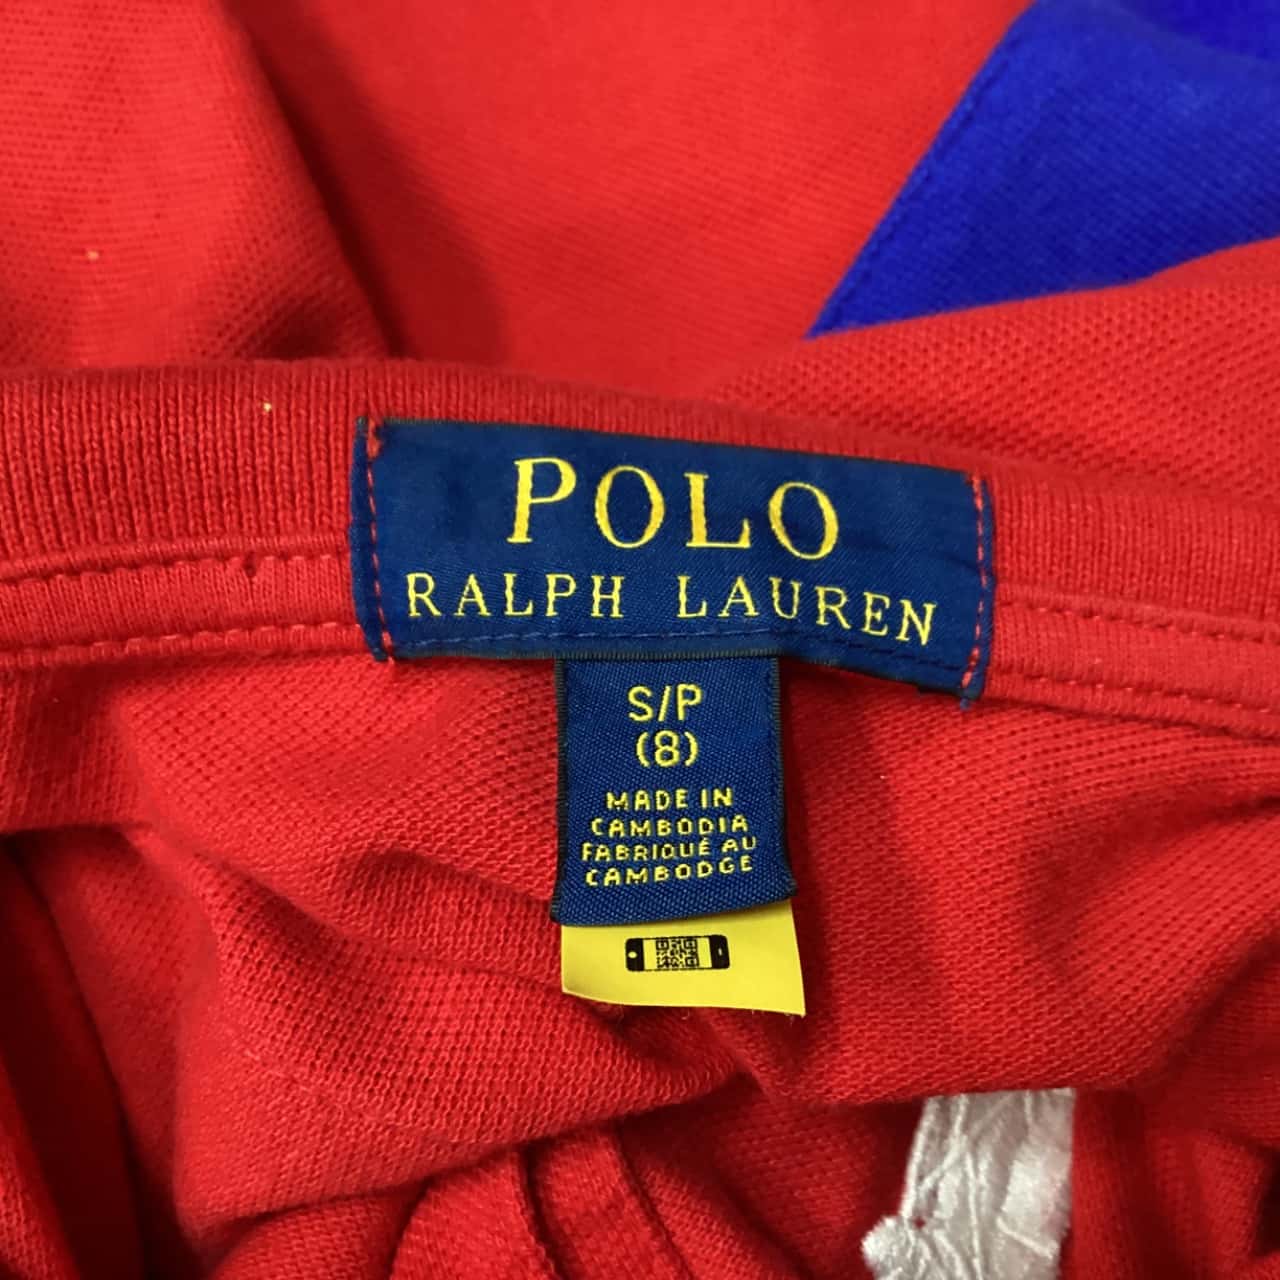 POLO
RALPH LAUREN
S/P
(8)
MADE IN
CAMBODIA
FABRIQUÉ AU
CAMBODGE